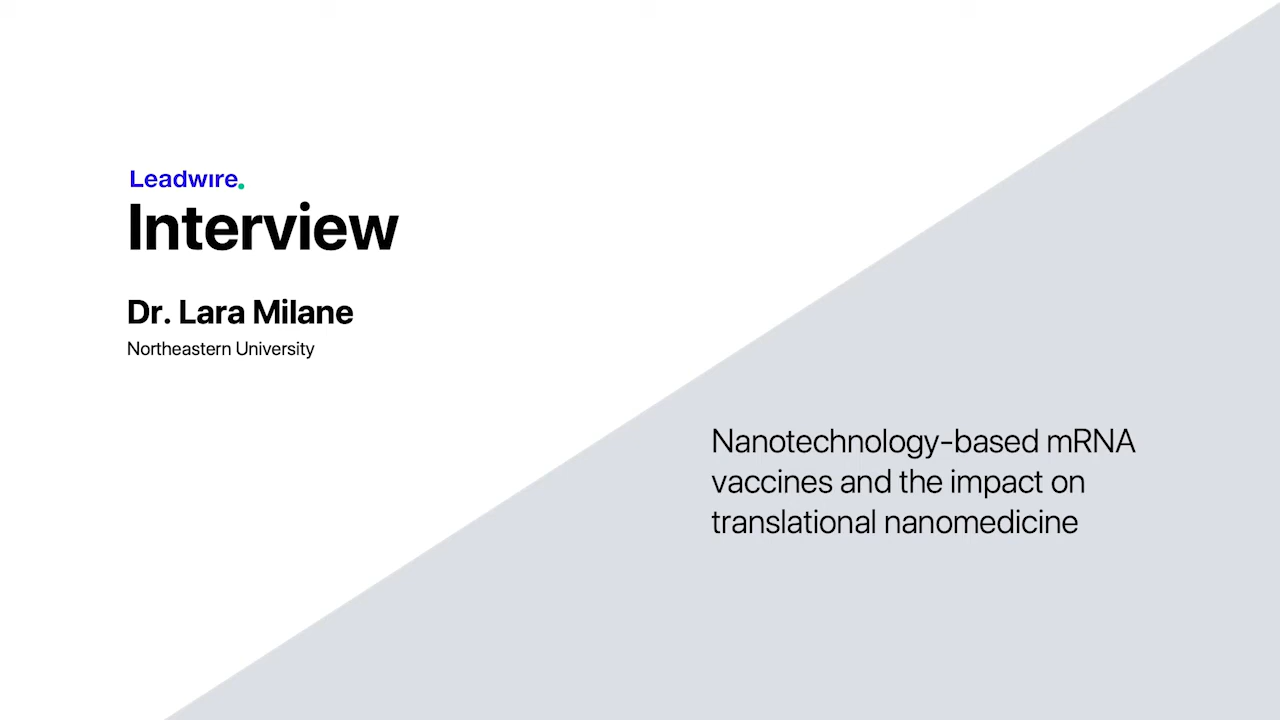 Leadwire.
Interview
Dr. Lara Milane
Northeastern University
Nanotechnology-based mRNA
vaccines and the impact on
translational nanomedicine